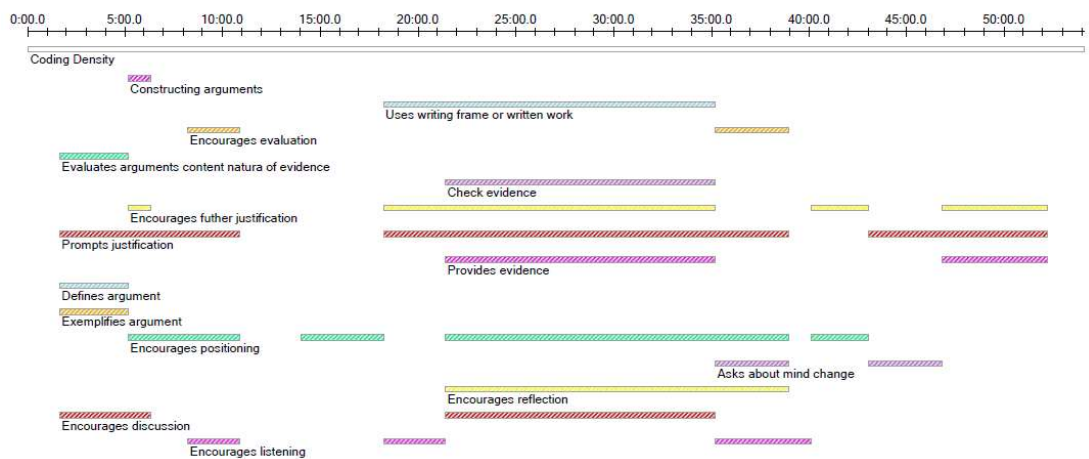 0:00.0 5:00.0 10:00.0 15:00.0 20:00.0 25:00.0 30:00.0 35:00.0 40:00.0 45:00.0 50:00.0
Coding Density
Constructing arguments
Uses writing frame or written work
Encourages evaluation
Evaluates arguments content natura of evidence
Check evidence
Encourages futher justification
Prompts justification
Provides evidence
Defines argument
Exemplifies argument
Encourages positioning
Asks about mind change
Encourages reflection
Encourages discussion
Encourages listening